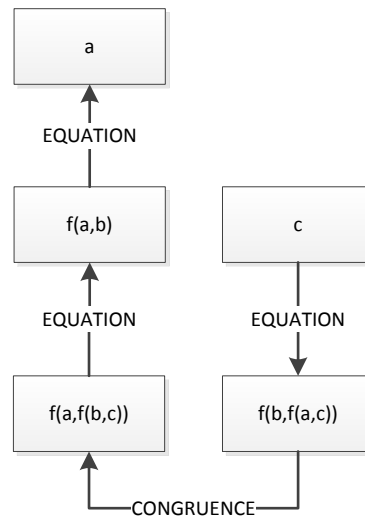 a
EQUATION
f(a,b)
c
EQUATION
EQUATION
f(a,f(b,c))
f(b,f(a,c))
CONGRUENCE